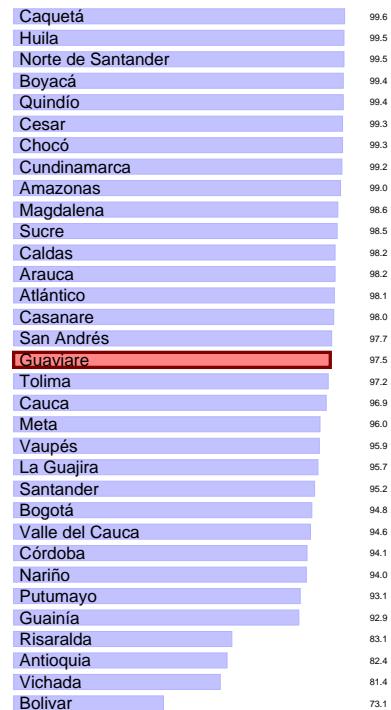 Caquetá 99.6
Huila 99.5
Norte de Santander 99.5
Boyacá 99.4
Quindío 99.4
Cesar 99.3
Chocó 99.3
Cundinamarca 99.2
Amazonas 99.0
Magdalena 98.6
Sucre 98.5
Caldas 98.2
Arauca 98.2
Atlántico 98.1
Casanare 98.0
San Andrés 97.7
Guaviare 97.5
Tolima 97.2
Cauca 96.9
Meta 96.0
Vaupés 95.9
La Guajira 95.7
Santander 95.2
Bogotá 94.8
Valle del Cauca 94.6
Córdoba 94.1
Nariño 94.0
Putumayo 93.1
Guainía 92.9
Risaralda 83.1
Antioquia 82.4
Vichada 81.4
Bolivar 73.1